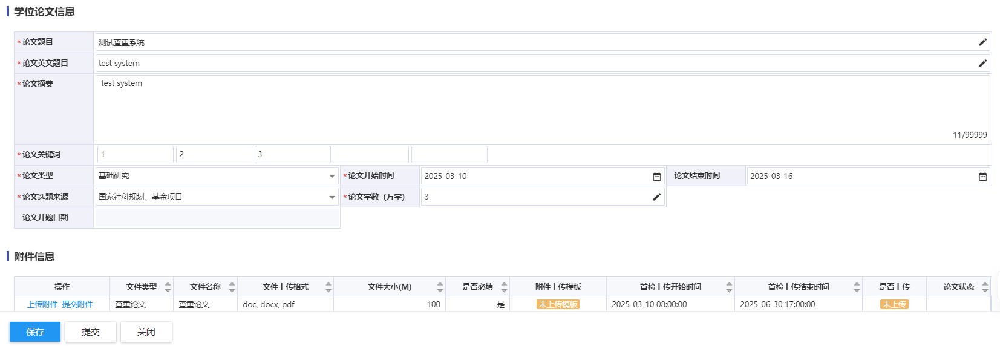 学位论文信息
*论文题目 测试查重系统
*论文英文题目 test system
*论文摘要 test system
11/99999
*论文关键词 1 2 3
*论文类型 基础研究 *论文开始时间 2025-03-10 论文结束时间 2025-03-16
*论文选题来源 国家社科规划、基金项目 *论文字数（万字） 3
论文开题日期
附件信息
操作 文件类型 文件名称 文件上传格式 文件大小(M) 是否必填 附件上传模板 首检上传开始时间 首检上传结束时间 是否上传 论文状态
上传附件 提交附件 查重论文 查重论文 doc, docx, pdf 100 是 未上传模板 2025-03-10 08:00:00 2025-06-30 17:00:00 未上传
保存 提交 关闭